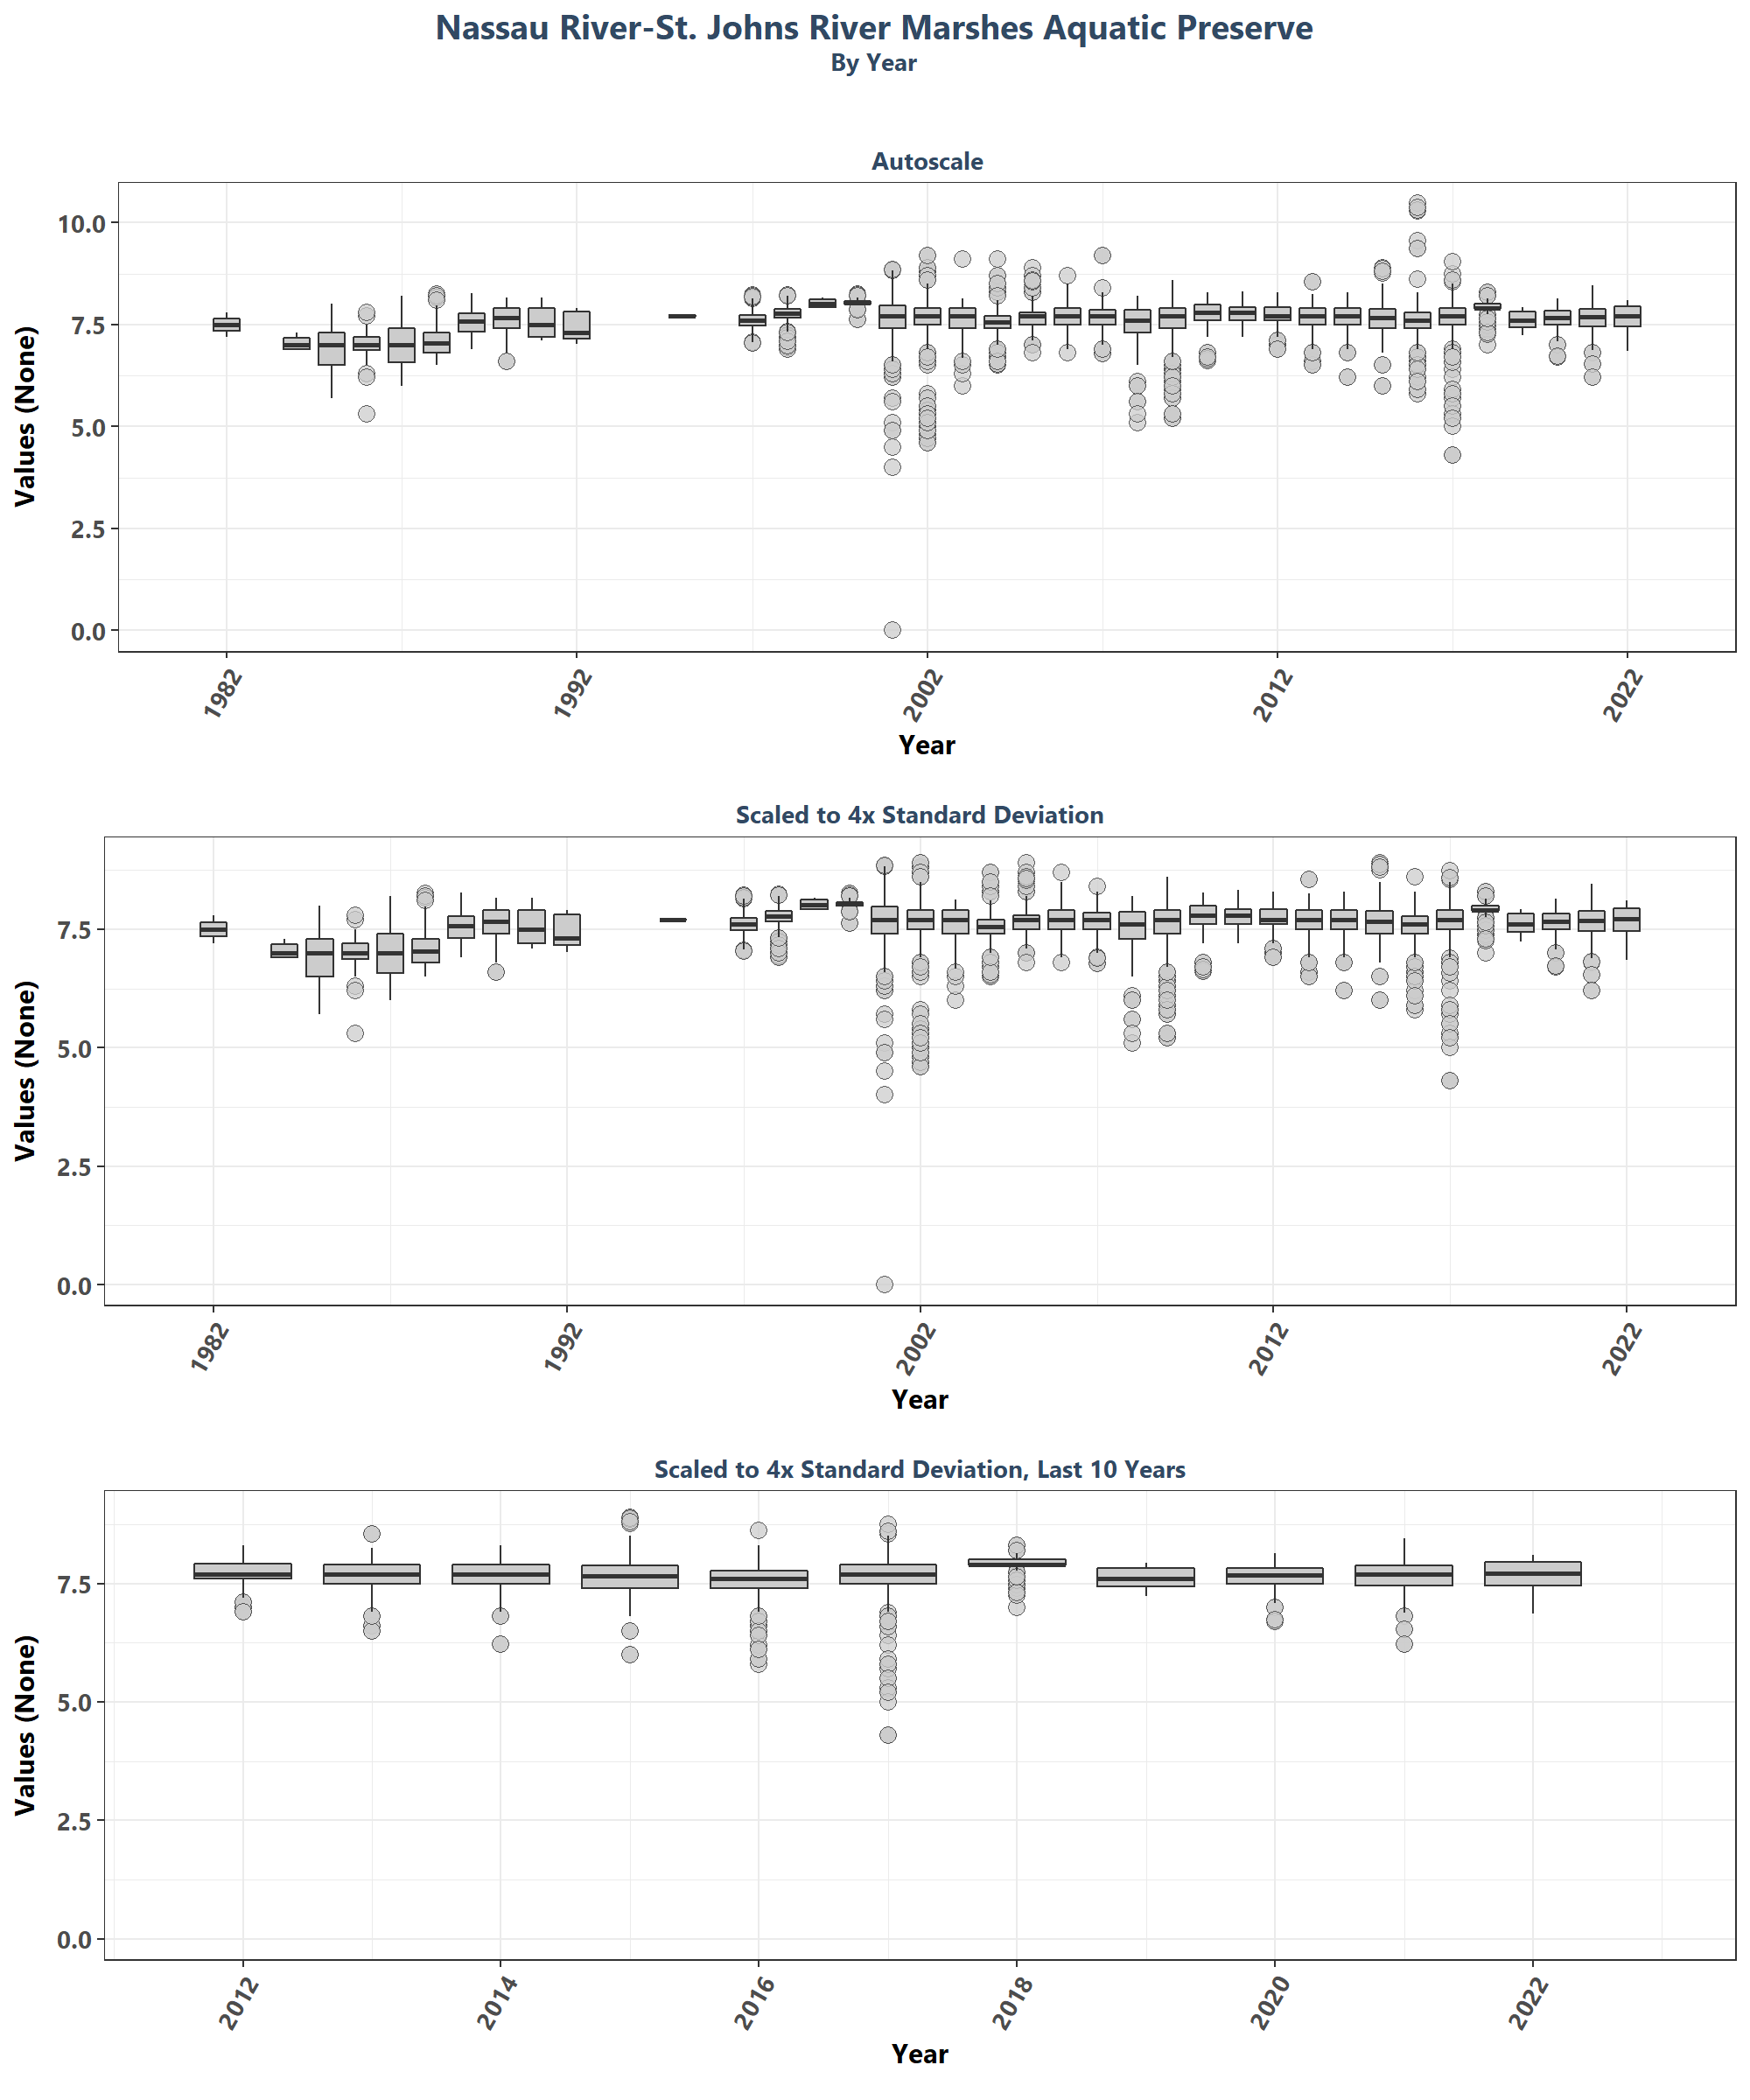 Nassau River-St. Johns River Marshes Aquatic Preserve
By Year
Autoscale
Values (None)
10.0
7.5
5.0
2.5
0.0
1982
1992
2002
2012
2022
Year
Scaled to 4x Standard Deviation
Values (None)
7.5
5.0
2.5
0.0
1982
1992
2002
2012
2022
Year
Scaled to 4x Standard Deviation, Last 10 Years
Values (None)
7.5
5.0
2.5
0.0
2012
2014
2016
2018
2020
2022
Year